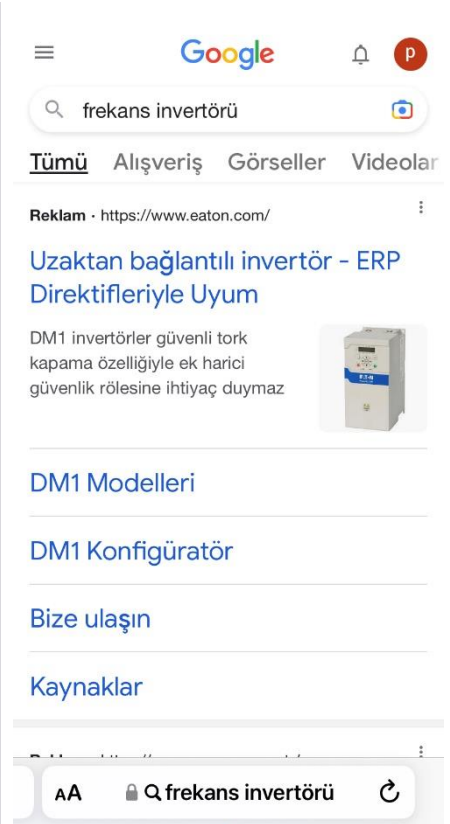 Google
p
frekans invertörü
Tümü Alışveriş Görseller Videolar
Reklam · https://www.eaton.com/
Uzaktan bağlantılı invertör - ERP
Direktifleriyle Uyum
DM1 invertörler güvenli tork
kapama özelliğiyle ek harici
güvenlik rölesine ihtiyaç duymaz
DM1 Modelleri
DM1 Konfigüratör
Bize ulaşın
Kaynaklar
AA frekans invertörü